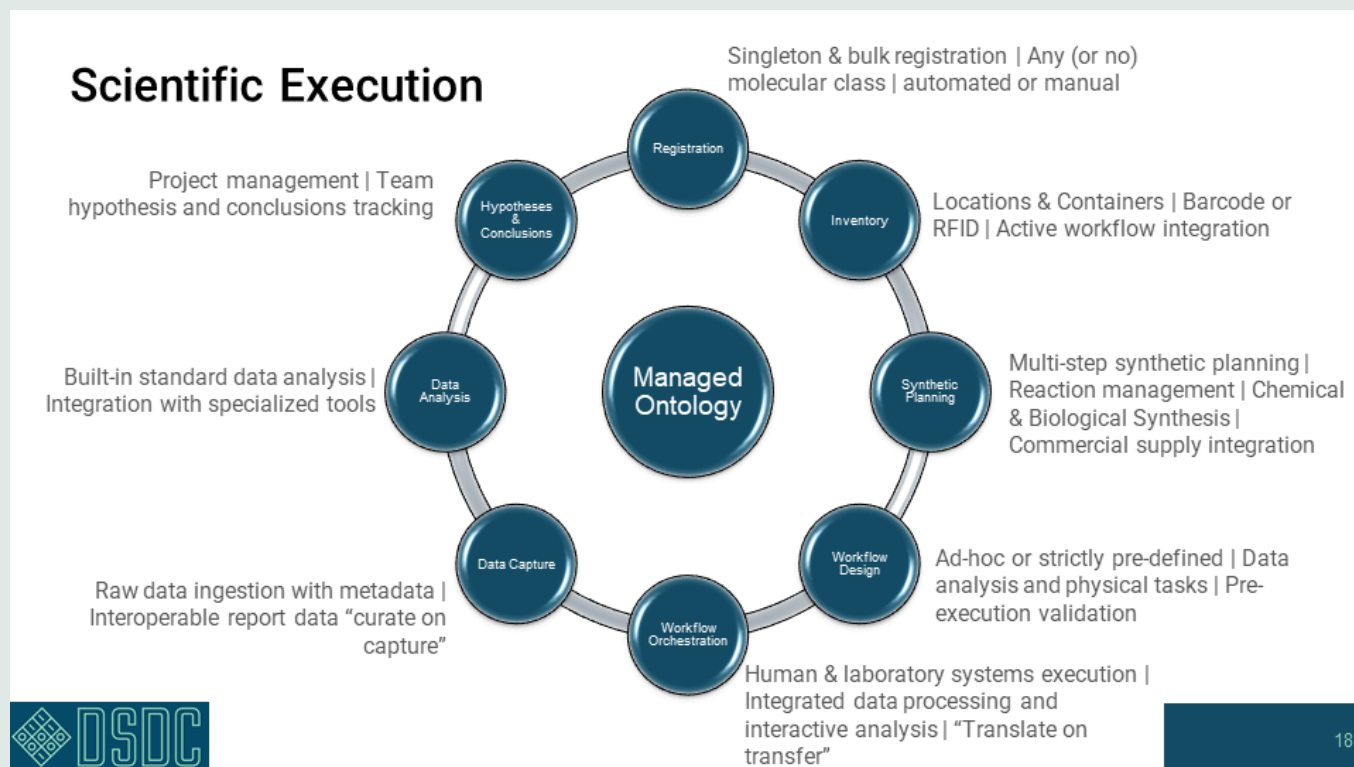 Scientific Execution
Singleton & bulk registration | Any (or no)
molecular class | automated or manual
Registration
Project management | Team
hypothesis and conclusions tracking
Hypotheses
&
Conclusions
Inventory
Locations & Containers | Barcode or
RFID | Active workflow integration
Built-in standard data analysis |
Integration with specialized tools
Data
Analysis
Managed
Ontology
Synthetic
Planning
Multi-step synthetic planning |
Reaction management | Chemical
& Biological Synthesis |
Commercial supply integration
Raw data ingestion with metadata |
Interoperable report data “curate on
capture”
Data Capture
Workflow
Design
Ad-hoc or strictly pre-defined | Data
analysis and physical tasks | Pre-
execution validation
Workflow
Orchestration
Human & laboratory systems execution |
Integrated data processing and
interactive analysis | “Translate on
transfer”
DSDC
18